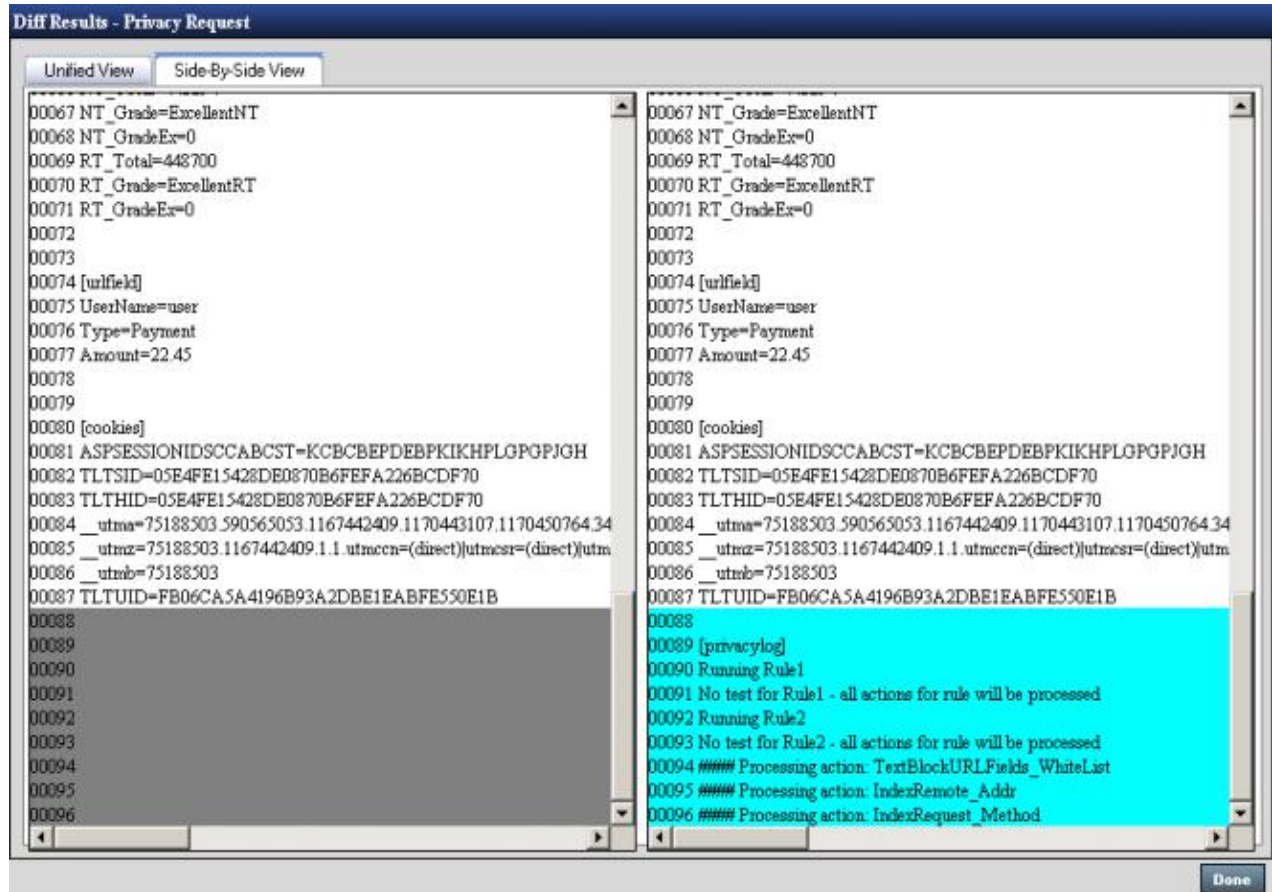 Diff Results - Privacy Request
Unified View
Side-By-Side View
00067 NT_Grade=ExcellentNT
00068 NT_GradeEx=0
00069 RT_Total=448700
00070 RT_Grade=ExcellentRT
00071 RT_GradeEx=0
00072
00073
00074 [urlfield]
00075 UserName=user
00076 Type=Payment
00077 Amount=22.45
00078
00079
00080 [cookies]
00081 ASPSESSIONIDSCCABCST=KCBCBEPDEBPKIKHPLGPGPJGH
00082 TLTSID=05E4FE15428DE0870B6FEFA226BCDF70
00083 TLTHID=05E4FE15428DE0870B6FEFA226BCDF70
00084 __utma=75188503.590565053.1167442409.1170443107.1170450764.34
00085 __utmz=75188503.1167442409.1.1.utmccn=(direct)|utmcsr=(direct)|utm
00086 __utmb=75188503
00087 TLTUID=FB06CA5A4196B93A2DBE1EABFE550E1B
00088
00089
00090
00091
00092
00093
00094
00095
00096
00067 NT_Grade=ExcellentNT
00068 NT_GradeEx=0
00069 RT_Total=448700
00070 RT_Grade=ExcellentRT
00071 RT_GradeEx=0
00072
00073
00074 [urlfield]
00075 UserName=user
00076 Type=Payment
00077 Amount=22.45
00078
00079
00080 [cookies]
00081 ASPSESSIONIDSCCABCST=KCBCBEPDEBPKIKHPLGPGPJGH
00082 TLTSID=05E4FE15428DE0870B6FEFA226BCDF70
00083 TLTHID=05E4FE15428DE0870B6FEFA226BCDF70
00084 __utma=75188503.590565053.1167442409.1170443107.1170450764.34
00085 __utmz=75188503.1167442409.1.1.utmccn=(direct)|utmcsr=(direct)|utm
00086 __utmb=75188503
00087 TLTUID=FB06CA5A4196B93A2DBE1EABFE550E1B
00088
00089 [privacylog]
00090 Running Rule1
00091 No test for Rule1 - all actions for rule will be processed
00092 Running Rule2
00093 No test for Rule2 - all actions for rule will be processed
00094 ##### Processing action: TextBlockURLFields_WhiteList
00095 ##### Processing action: IndexRemote_Addr
00096 ##### Processing action: IndexRequest_Method
Done